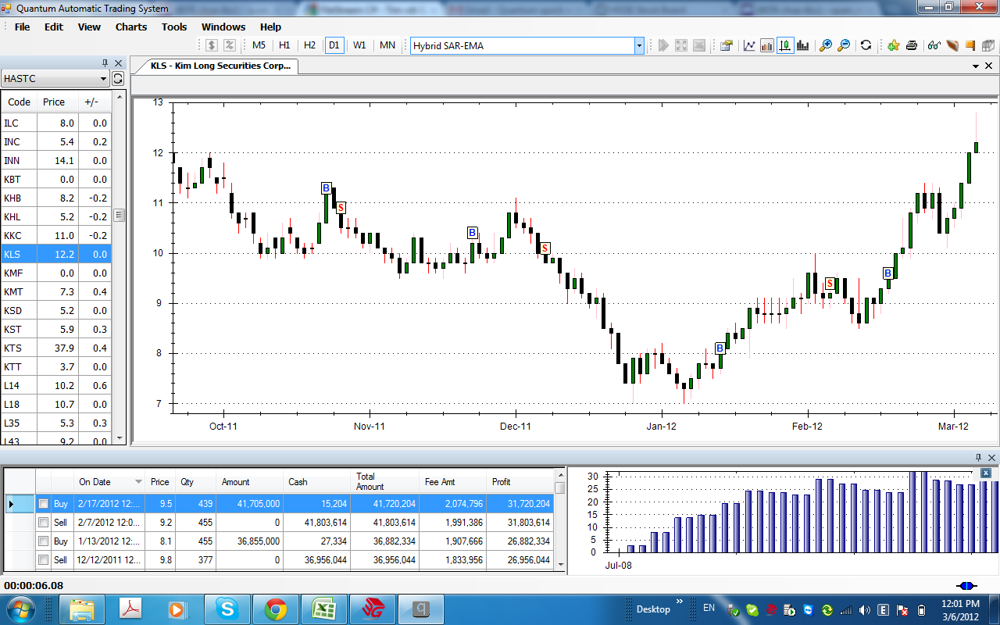 Quantum Automatic Trading System
File Edit View Charts Tools Windows Help
$ % M5 H1 H2 D1 W1 MN Hybrid SAR-EMA
HASTC
KLS - Kim Long Securities Corp...
Code Price +/-
ILC 8.0 0.0
INC 5.4 0.2
INN 14.1 0.0
KBT 0.0 0.0
KHB 8.2 -0.2
KHL 5.2 -0.2
KKC 11.0 -0.2
KLS 12.2 0.0
KMF 0.0 0.0
KMT 7.3 0.4
KSD 5.2 0.0
KST 5.9 0.3
KTS 37.9 0.4
KTT 3.7 0.0
L14 10.2 0.6
L18 10.7 0.0
L35 5.3 0.3
L43 9.2 0.0
13
12
11
10
9
8
7
B
S
B
S
B
S
B
Oct-11 Nov-11 Dec-11 Jan-12 Feb-12 Mar-12
On Date Price Qty Amount Cash Total Amount Fee Amt Profit
Buy 2/17/2012 12:... 9.5 439 41,705,000 15,204 41,720,204 2,074,796 31,720,204
Sell 2/7/2012 12:0... 9.2 455 0 41,803,614 41,803,614 1,991,386 31,803,614
Buy 1/13/2012 12:... 8.1 455 36,855,000 27,334 36,882,334 1,907,666 26,882,334
Sell 12/12/2011 12... 9.8 377 0 36,956,044 36,956,044 1,833,956 26,956,044
30
25
20
15
10
5
0
Jul-08
00:00:06.08
Desktop EN
12:01 PM
3/6/2012